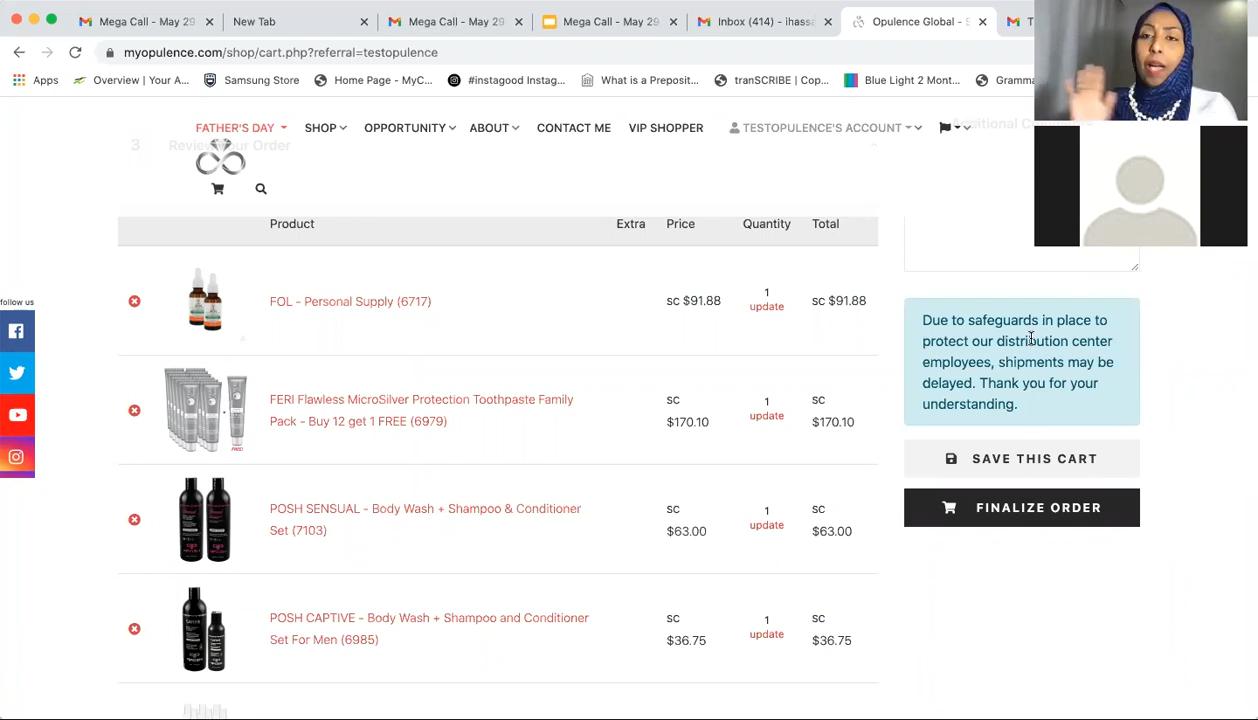 Mega Call - May 29
New Tab
Mega Call - May 29
Mega Call - May 29
Inbox (414) - ihassa
Opulence Global - S
T
myopulence.com/shop/cart.php?referral=testopulence
Apps
Overview | Your A...
Samsung Store
Home Page - MyC...
#instagood Instag...
What is a Preposit...
tranSCRIBE | Cop...
Blue Light 2 Mont...
Gramma
FATHER'S DAY
SHOP
OPPORTUNITY
ABOUT
CONTACT ME
VIP SHOPPER
TESTOPULENCE'S ACCOUNT
3 Review Your Order
Product
Extra
Price
Quantity
Total
FOL - Personal Supply (6717)
SC $91.88
1
update
SC $91.88
FERI Flawless MicroSilver Protection Toothpaste Family
Pack - Buy 12 get 1 FREE (6979)
SC
$170.10
1
update
SC
$170.10
FREE
POSH SENSUAL - Body Wash + Shampoo & Conditioner
Set (7103)
SC
$63.00
1
update
SC
$63.00
POSH CAPTIVE - Body Wash + Shampoo and Conditioner
Set For Men (6985)
SC
$36.75
1
update
SC
$36.75
Due to safeguards in place to
protect our distribution center
employees, shipments may be
delayed. Thank you for your
understanding.
SAVE THIS CART
FINALIZE ORDER
follow us